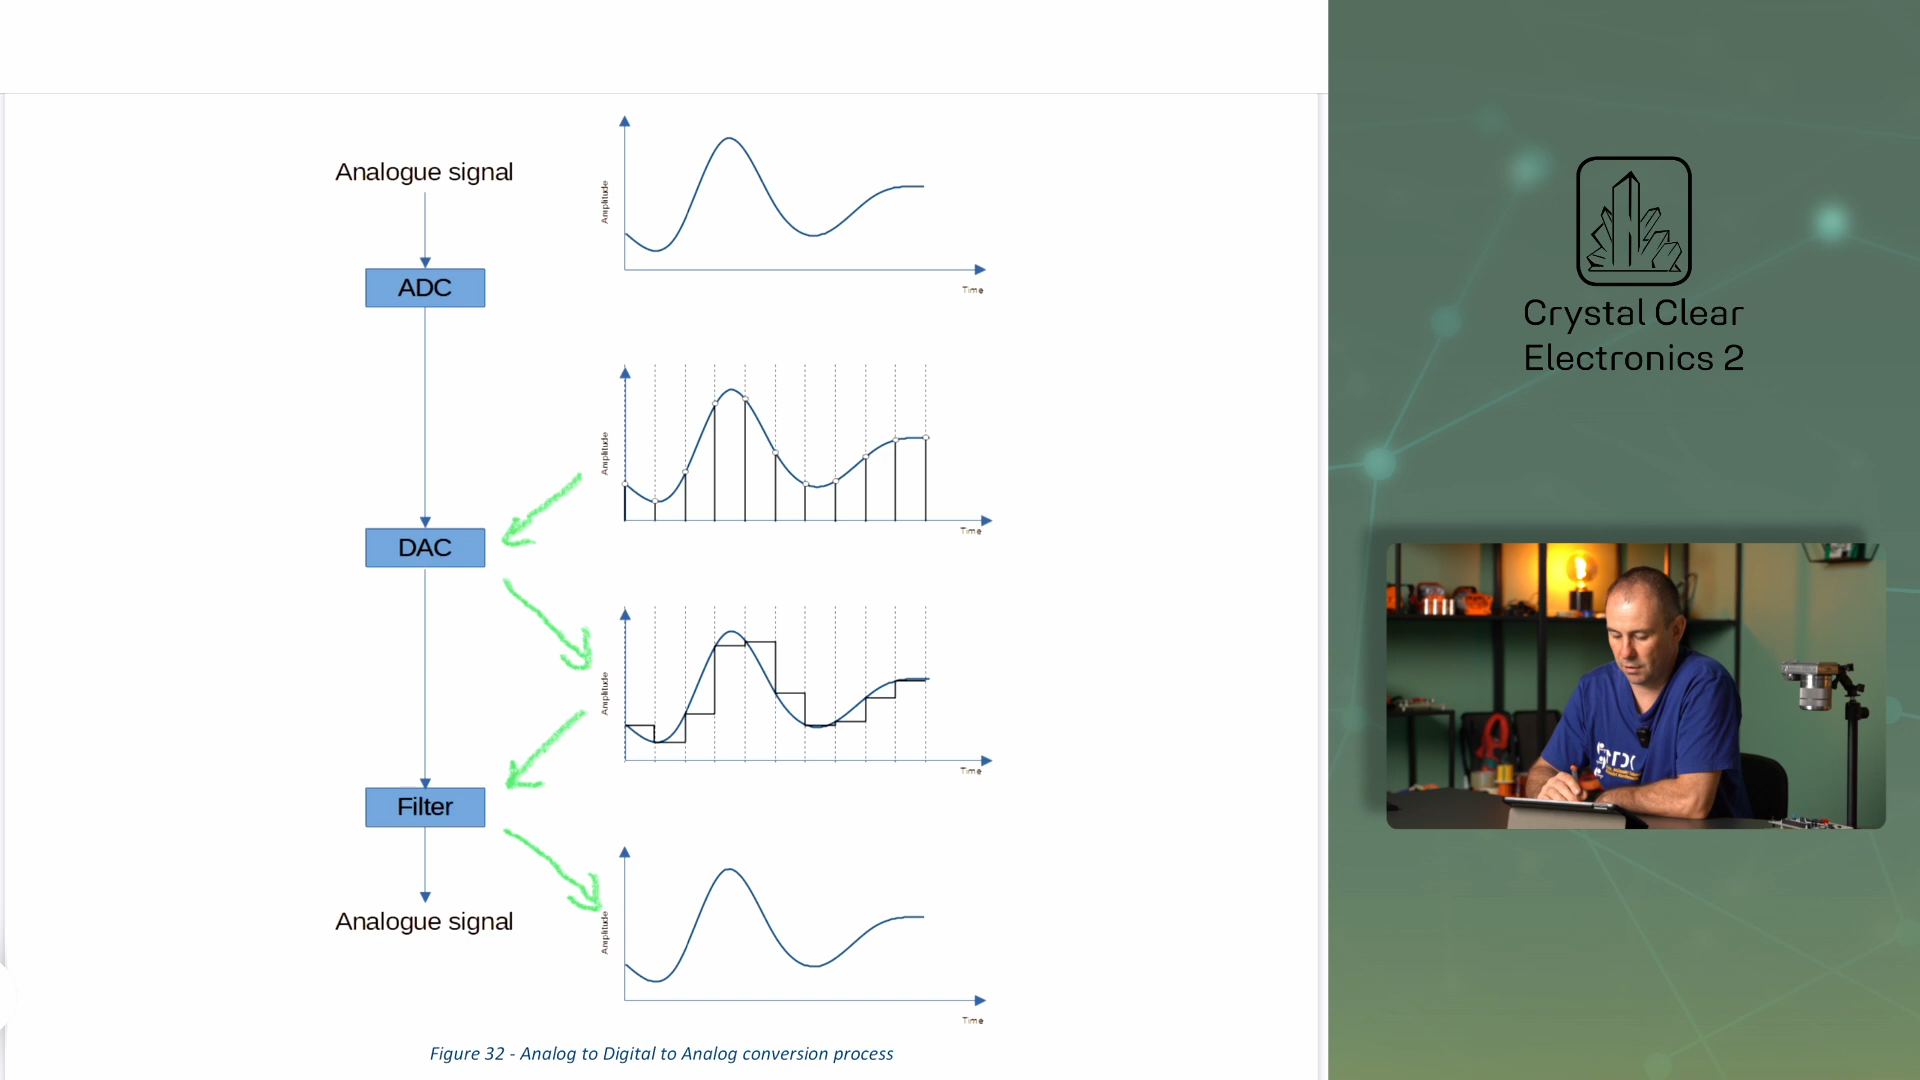 Analogue signal
Amplitude
Time
ADC
Amplitude
Time
DAC
Amplitude
Time
Filter
Analogue signal
Amplitude
Time
Figure 32 - Analog to Digital to Analog conversion process
Crystal Clear
Electronics 2